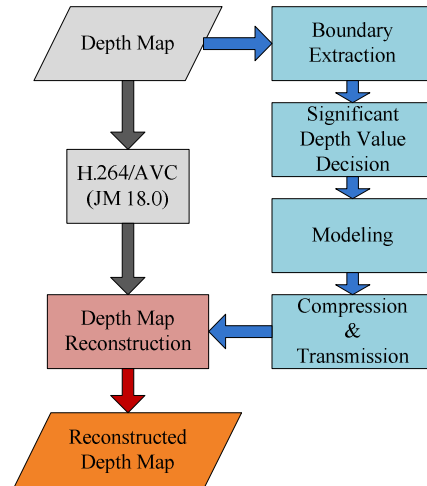 Depth Map
Boundary
Extraction
Significant
Depth Value
Decision
H.264/AVC
(JM 18.0)
Modeling
Depth Map
Reconstruction
Compression
&
Transmission
Reconstructed
Depth Map